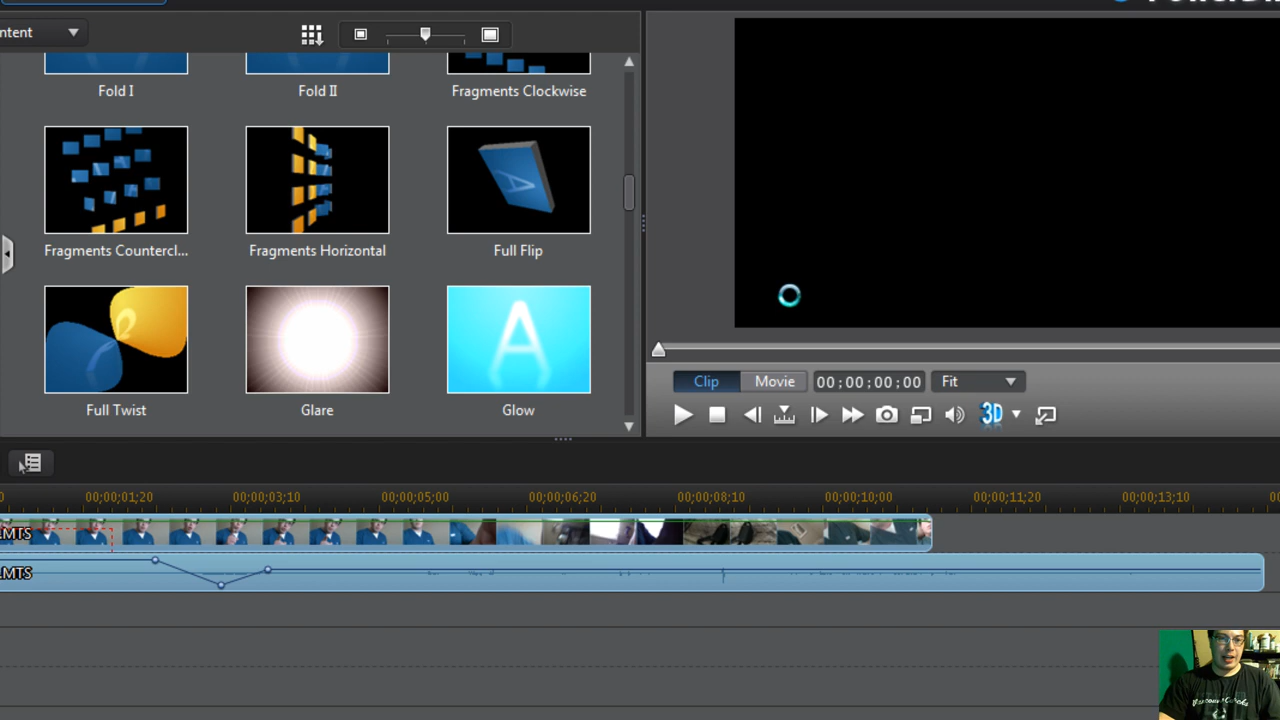 ntent
Fold I
Fold II
Fragments Clockwise
Fragments Countercl...
Fragments Horizontal
Full Flip
Full Twist
Glare
Glow
A
Clip
Movie
00;00;00;00
Fit
3D
00;00;01;20
00;00;03;10
00;00;05;00
00;00;06;20
00;00;08;10
00;00;10;00
00;00;11;20
00;00;13;10
.MTS
.MTS